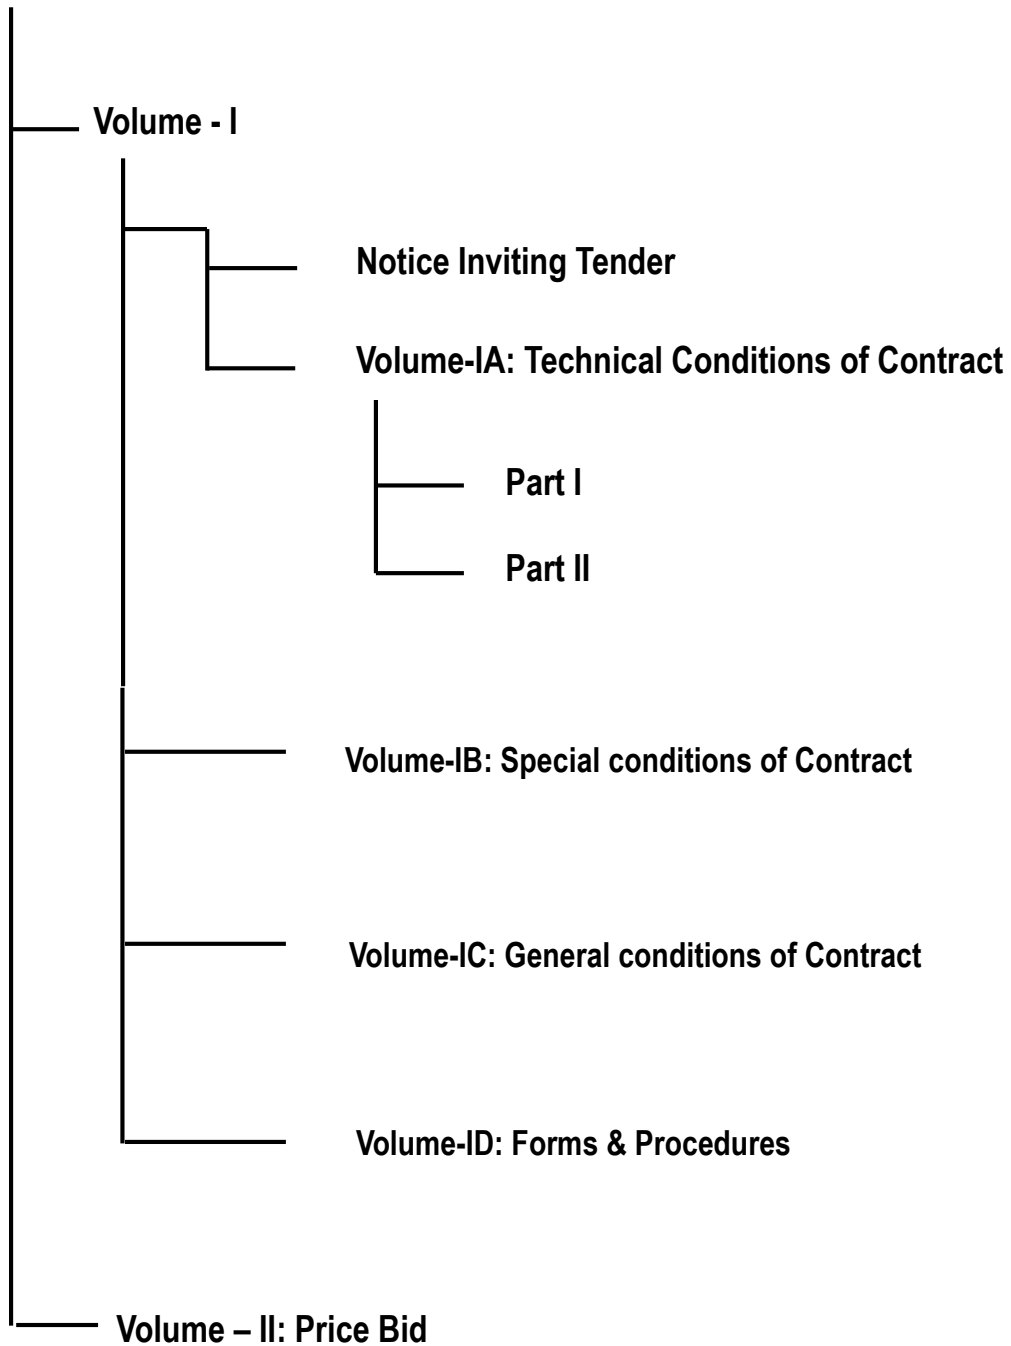 Volume - I
Notice Inviting Tender
Volume-IA: Technical Conditions of Contract
Part I
Part II
Volume-IB: Special conditions of Contract
Volume-IC: General conditions of Contract
Volume-ID: Forms & Procedures
Volume – II: Price Bid